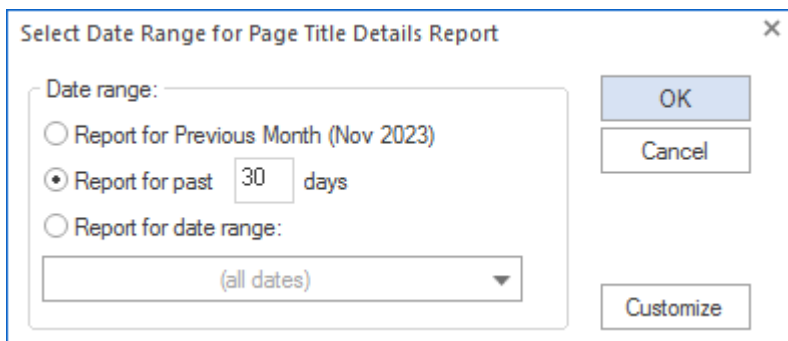 Select Date Range for Page Title Details Report
Date range:
Report for Previous Month (Nov 2023)
Report for past 30 days
Report for date range:
(all dates)
OK
Cancel
Customize